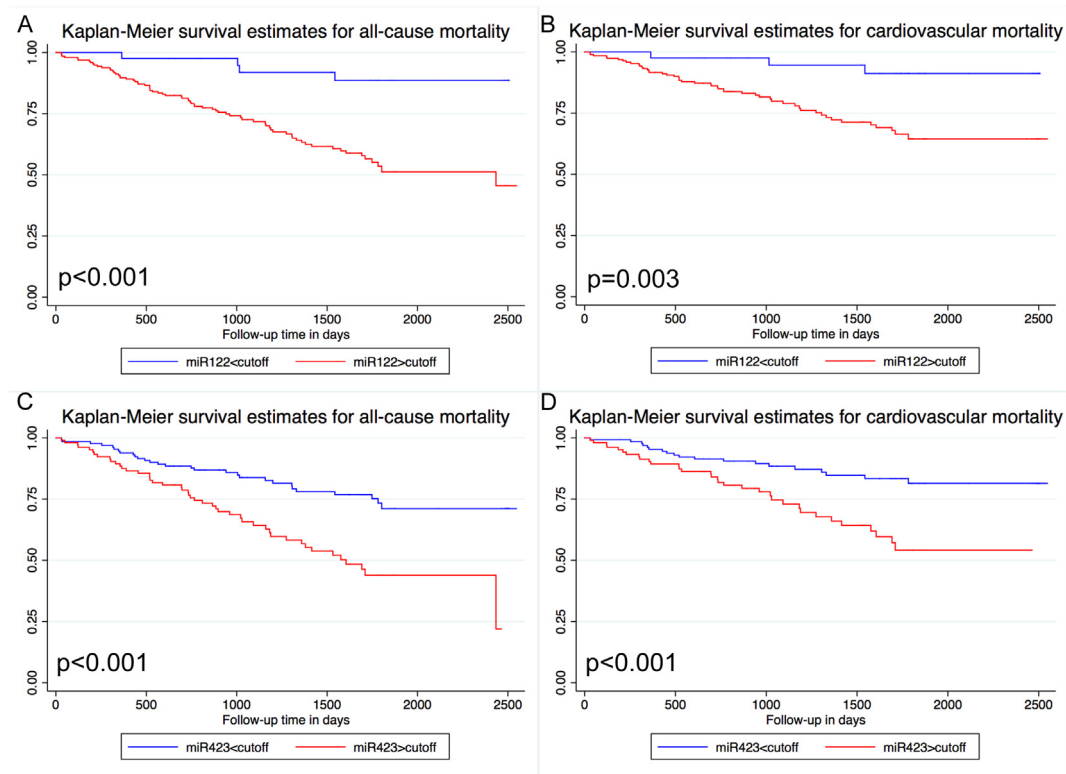 A
Kaplan-Meier survival estimates for all-cause mortality
1.00
0.75
0.50
0.25
0.00
p<0.001
0 500 1000 1500 2000 2500
Follow-up time in days
miR122<cutoff miR122>cutoff
B
Kaplan-Meier survival estimates for cardiovascular mortality
1.00
0.75
0.50
0.25
0.00
p=0.003
0 500 1000 1500 2000 2500
Follow-up time in days
miR122<cutoff miR122>cutoff
C
Kaplan-Meier survival estimates for all-cause mortality
1.00
0.75
0.50
0.25
0.00
p<0.001
0 500 1000 1500 2000 2500
Follow-up time in days
miR423<cutoff miR423>cutoff
D
Kaplan-Meier survival estimates for cardiovascular mortality
1.00
0.75
0.50
0.25
0.00
p<0.001
0 500 1000 1500 2000 2500
Follow-up time in days
miR423<cutoff miR423>cutoff